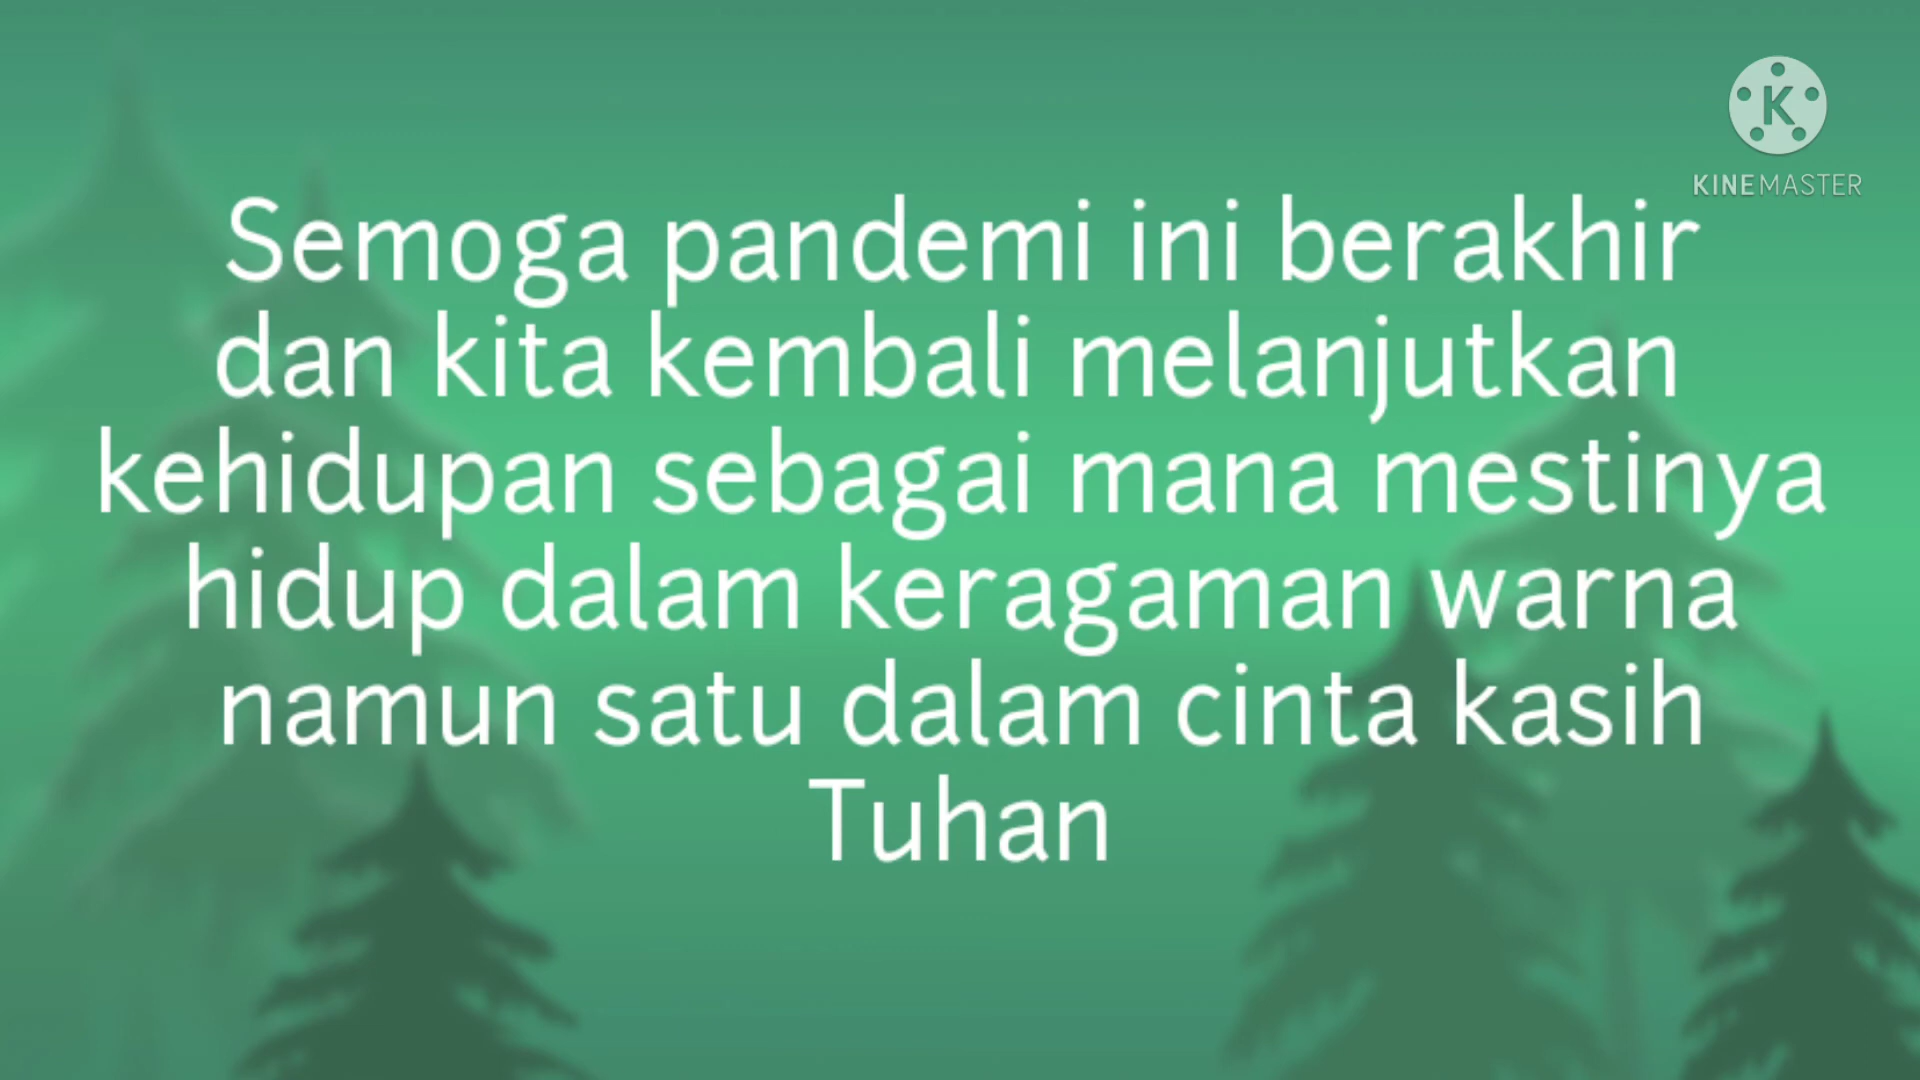 K
KINEMASTER
Semoga pandemi ini berakhir
dan kita kembali melanjutkan
kehidupan sebagai mana mestinya
hidup dalam keragaman warna
namun satu dalam cinta kasih
Tuhan